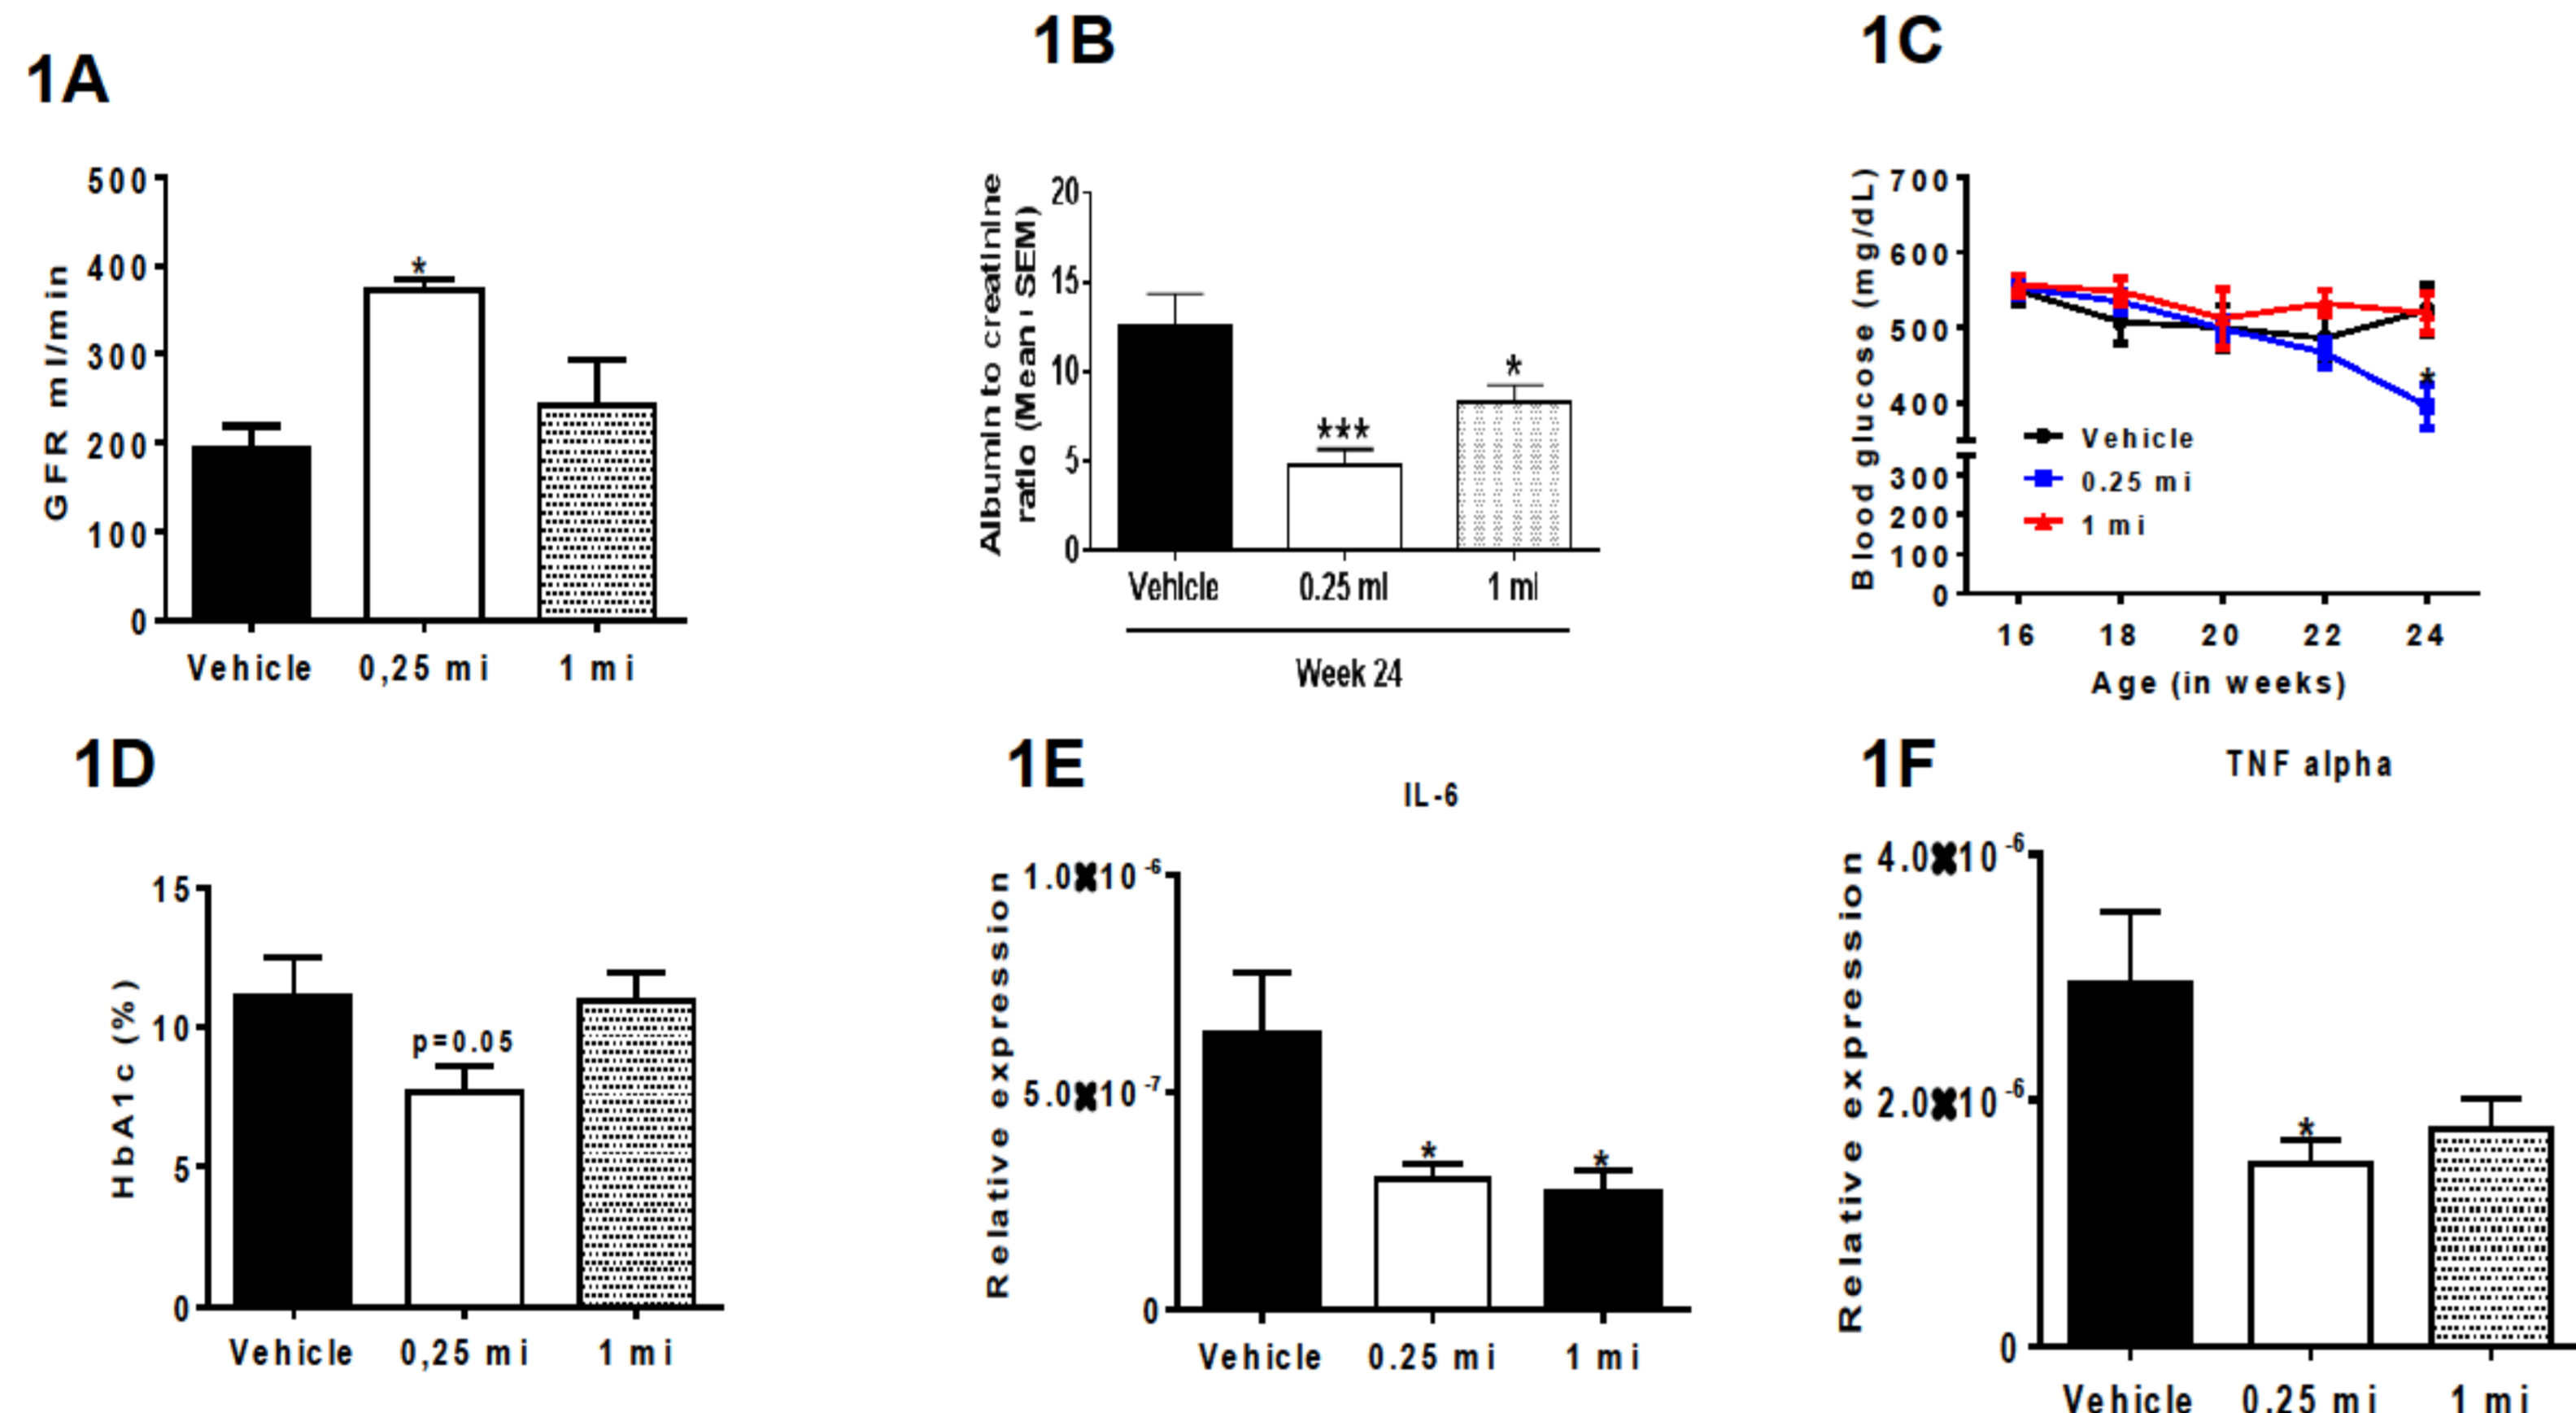 1A
500
400
300
200
100
0
GFR ml/min
*
Vehicle 0,25 mi 1 mi
1B
20
15
10
5
0
Albumin to creatinine
ratio (Mean SEM)
***
*
Vehicle 0.25 ml 1 ml
Week 24
1C
700
600
500
400
300
200
100
0
Blood glucose (mg/dL)
*
Vehicle
0.25 mi
1 mi
16 18 20 22 24
Age (in weeks)
1D
15
10
5
0
HbA1c (%)
p=0.05
Vehicle 0,25 mi 1 mi
1E
IL-6
1.0✖10-6
5.0✖10-7
0
Relative expression
*
*
Vehicle 0.25 mi 1 mi
1F
TNF alpha
4.0✖10-6
2.0✖10-6
0
Relative expression
*
Vehicle 0.25 mi 1 mi